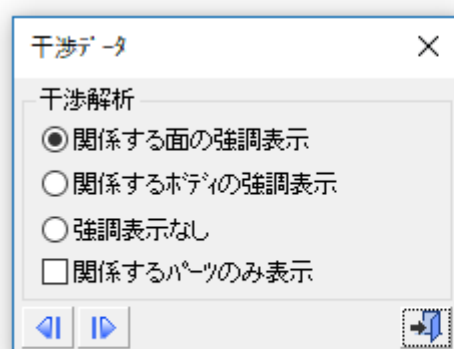 干渉ﾃﾞｰﾀ
干渉解析
関係する面の強調表示
関係するﾎﾞﾃﾞｨの強調表示
強調表示なし
関係するﾊﾟｰﾂのみ表示